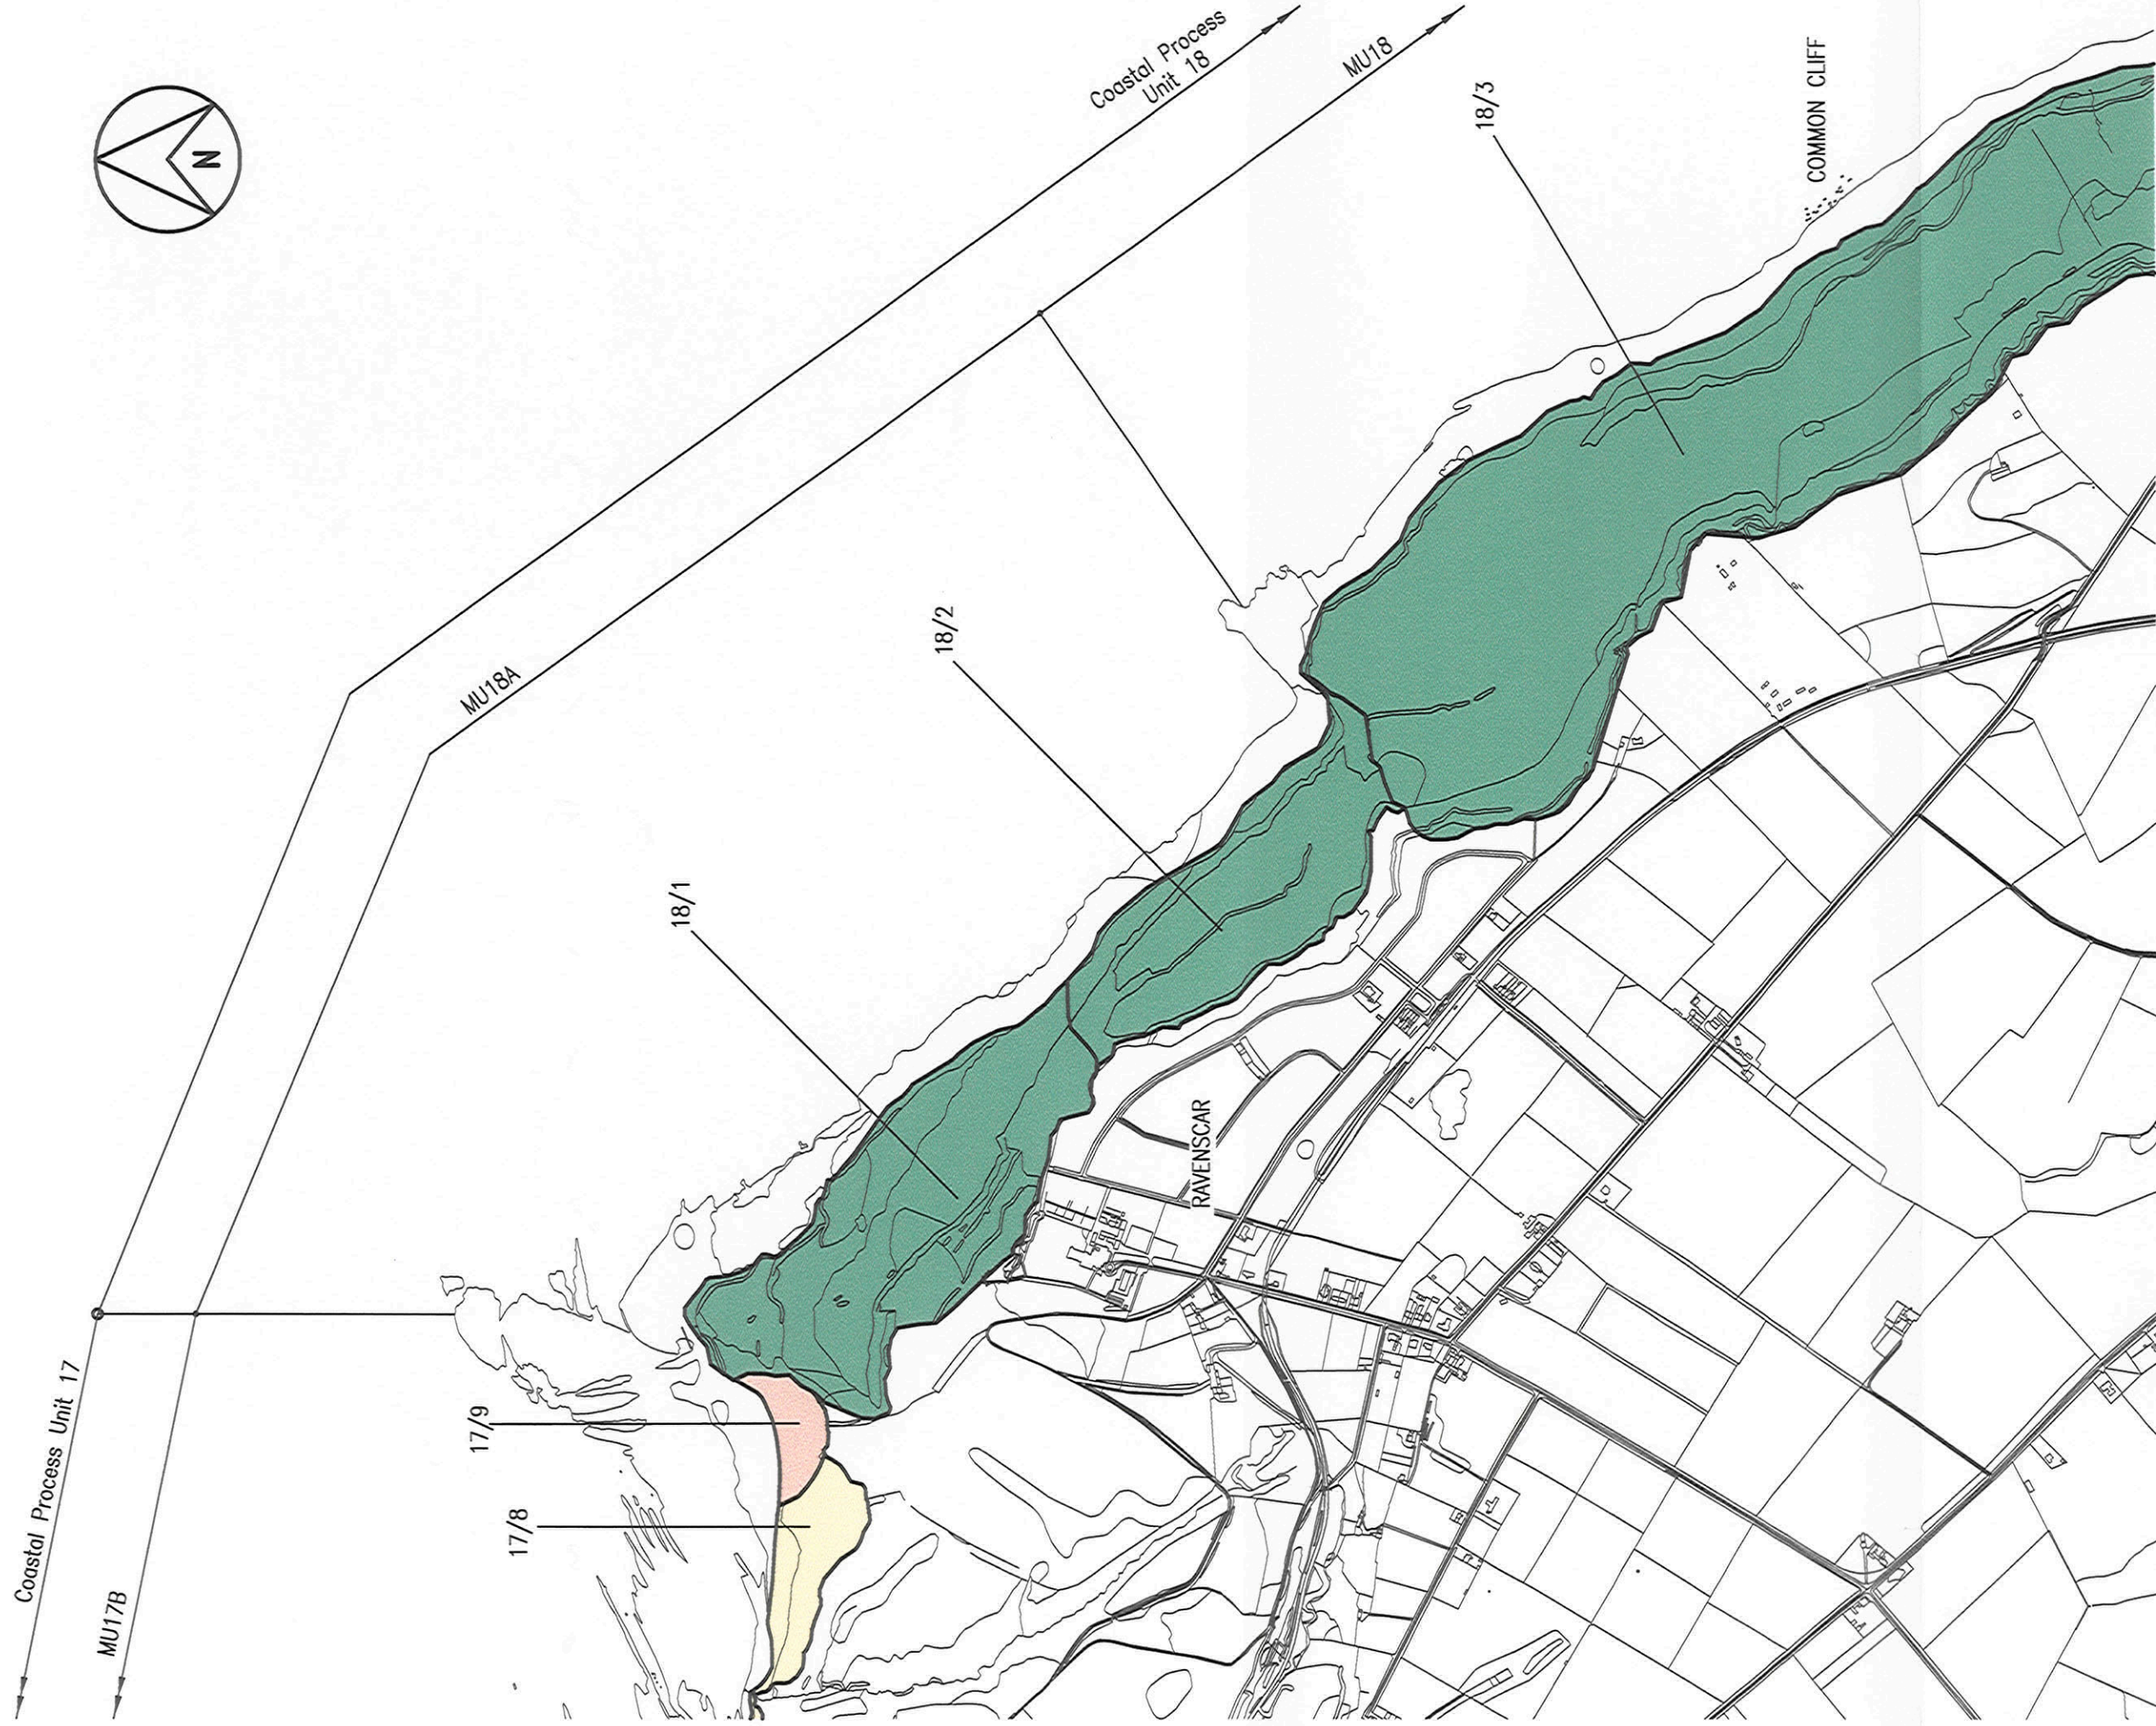 Coastal Process
Unit 18
MU18
18/3
COMMON CLIFF
N
18/2
MU18A
18/1
RAVENSCAR
17/9
17/8
Coastal Process Unit 17
MU17B